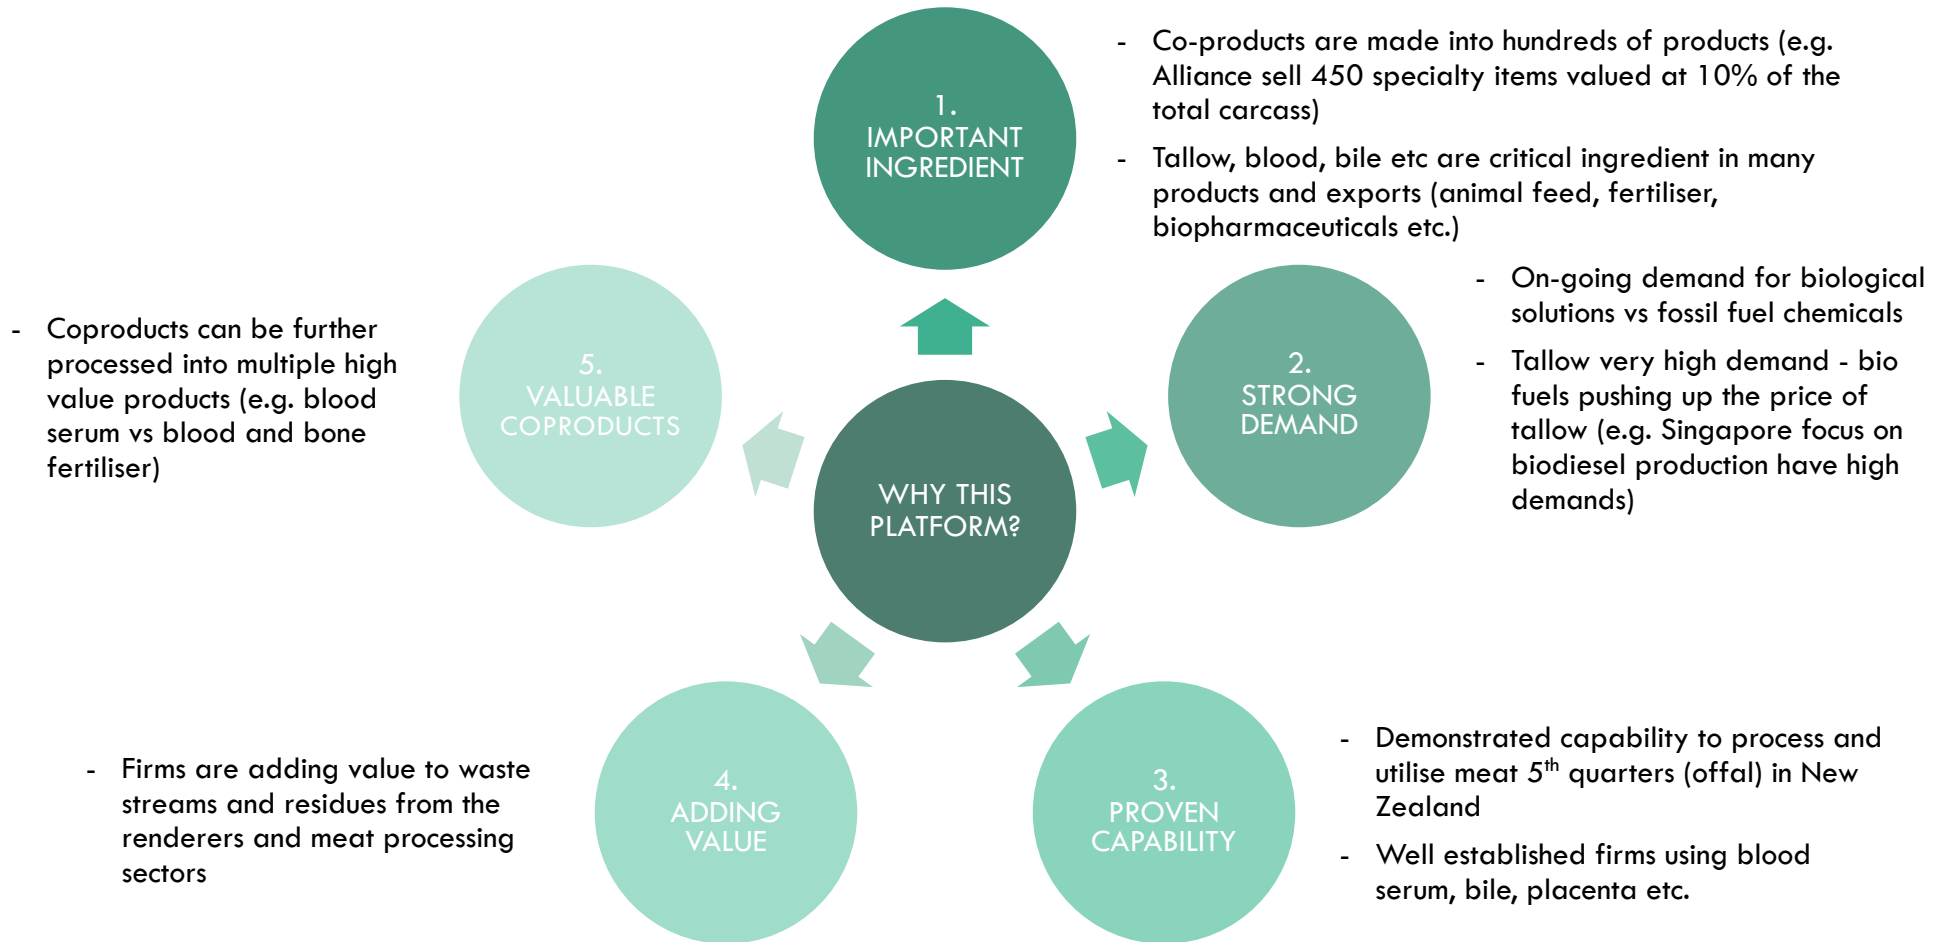 1.
IMPORTANT
INGREDIENT
- Co-products are made into hundreds of products (e.g.
Alliance sell 450 specialty items valued at 10% of the
total carcass)
- Tallow, blood, bile etc are critical ingredient in many
products and exports (animal feed, fertiliser,
biopharmaceuticals etc.)
2.
STRONG
DEMAND
- On-going demand for biological
solutions vs fossil fuel chemicals
- Tallow very high demand - bio
fuels pushing up the price of
tallow (e.g. Singapore focus on
biodiesel production have high
demands)
WHY THIS
PLATFORM?
3.
PROVEN
CAPABILITY
- Demonstrated capability to process and
utilise meat 5th quarters (offal) in New
Zealand
- Well established firms using blood
serum, bile, placenta etc.
4.
ADDING
VALUE
- Firms are adding value to waste
streams and residues from the
renderers and meat processing
sectors
5.
VALUABLE
COPRODUCTS
- Coproducts can be further
processed into multiple high
value products (e.g. blood
serum vs blood and bone
fertiliser)